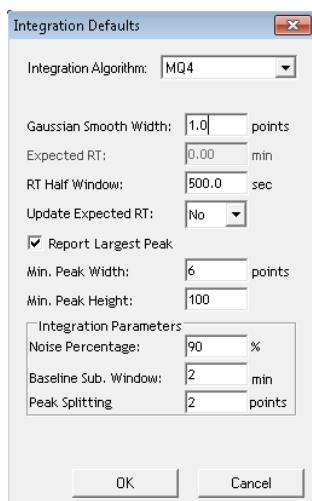 Integration Defaults
Integration Algorithm: MQ4
Gaussian Smooth Width: 1.0 points
Expected RT: 0.00 min
RT Half Window: 500.0 sec
Update Expected RT: No
Report Largest Peak
Min. Peak Width: 6 points
Min. Peak Height: 100
Integration Parameters
Noise Percentage: 90 %
Baseline Sub. Window: 2 min
Peak Splitting 2 points
OK Cancel